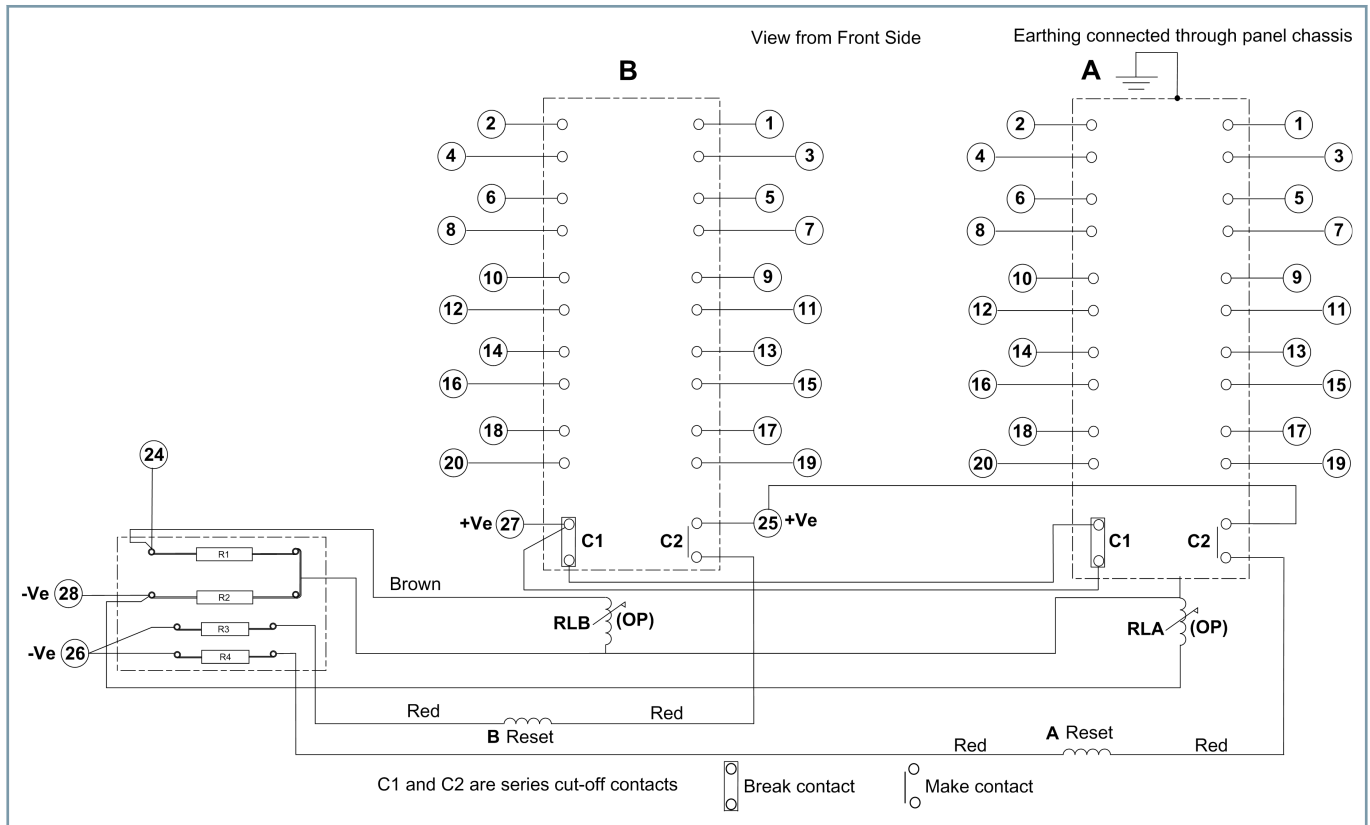 View from Front Side
Earthing connected through panel chassis
B
A
2 1 2 1
4 3 4 3
6 5 6 5
8 7 8 7
10 9 10 9
12 11 12 11
14 13 14 13
16 15 16 15
18 17 18 17
20 19 20 19
24
+Ve 27 C1 C2 25 +Ve C1 C2
R1
-Ve 28 R2
Brown
RLB (OP)
RLA (OP)
R3
-Ve 26 R4
Red Red
B Reset
A Reset
Red Red
C1 and C2 are series cut-off contacts
Break contact
Make contact